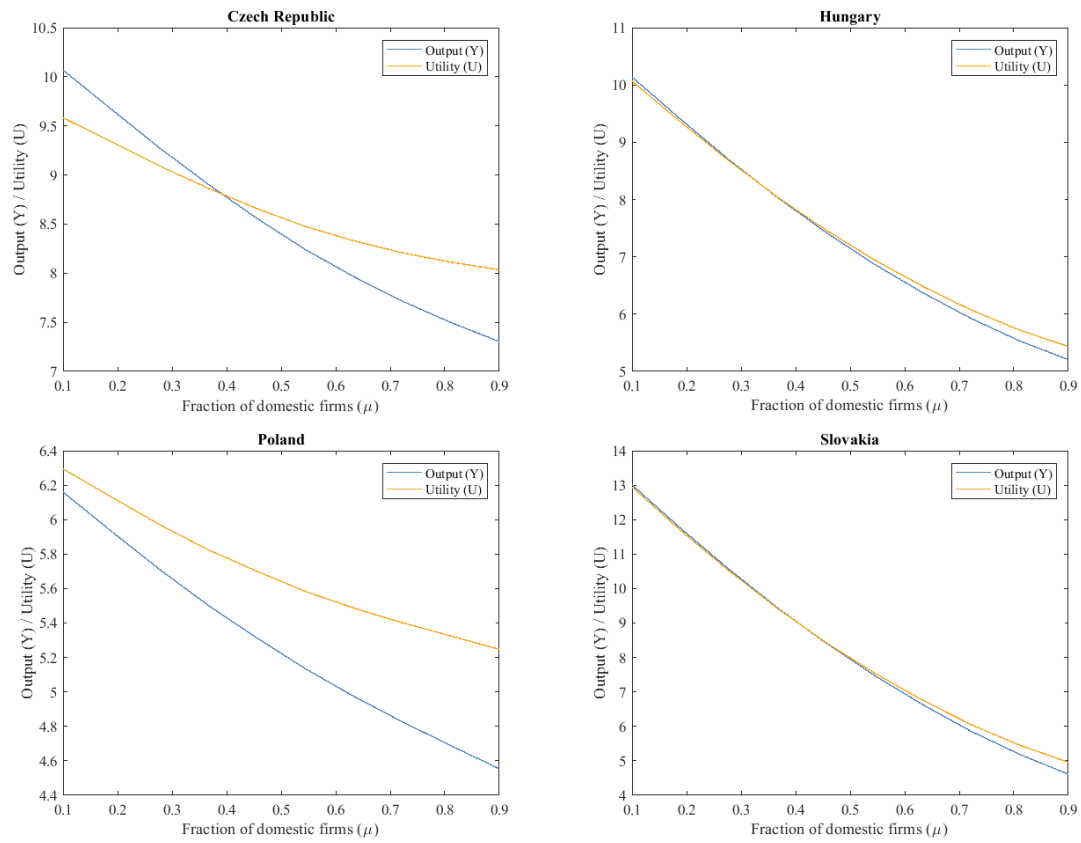 Czech Republic
10.5
10
9.5
9
8.5
8
7.5
7
Output (Y) / Utility (U)
Output (Y)
Utility (U)
0.1 0.2 0.3 0.4 0.5 0.6 0.7 0.8 0.9
Fraction of domestic firms (μ)
Hungary
11
10
9
8
7
6
5
Output (Y) / Utility (U)
Output (Y)
Utility (U)
0.1 0.2 0.3 0.4 0.5 0.6 0.7 0.8 0.9
Fraction of domestic firms (μ)
Poland
6.4
6.2
6
5.8
5.6
5.4
5.2
5
4.8
4.6
4.4
Output (Y) / Utility (U)
Output (Y)
Utility (U)
0.1 0.2 0.3 0.4 0.5 0.6 0.7 0.8 0.9
Fraction of domestic firms (μ)
Slovakia
14
13
12
11
10
9
8
7
6
5
4
Output (Y) / Utility (U)
Output (Y)
Utility (U)
0.1 0.2 0.3 0.4 0.5 0.6 0.7 0.8 0.9
Fraction of domestic firms (μ)